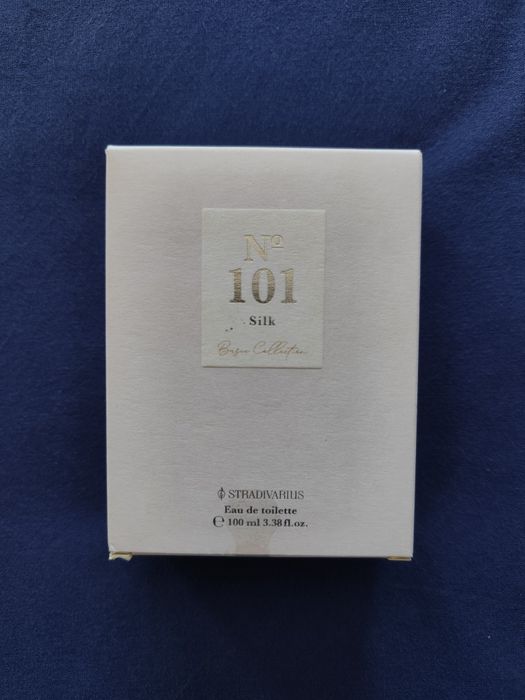 Nº
101
Silk
Basic Collection
STRADIVARIUS
Eau de toilette
℮ 100 ml 3.38 fl.oz.